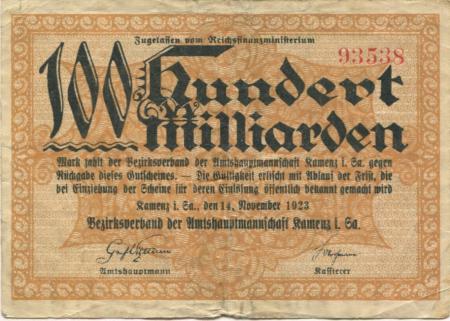 Zugelassen vom Reichsfinanzministerium
93538
100 Hundert
Milliarden
Mark zahlt der Bezirksverband der Amtshauptmannschaft Kamenz i. Sa. gegen
Rückgabe dieses Gutscheines. — Die Gültigkeit erlischt mit Ablauf der Frist, die
bei Einziehung der Scheine für deren Einlösung öffentlich bekannt gemacht wird
Kamenz i. Sa., den 14. November 1923
Bezirksverband der Amtshauptmannschaft Kamenz i. Sa.
Amtshauptmann
Kassierer